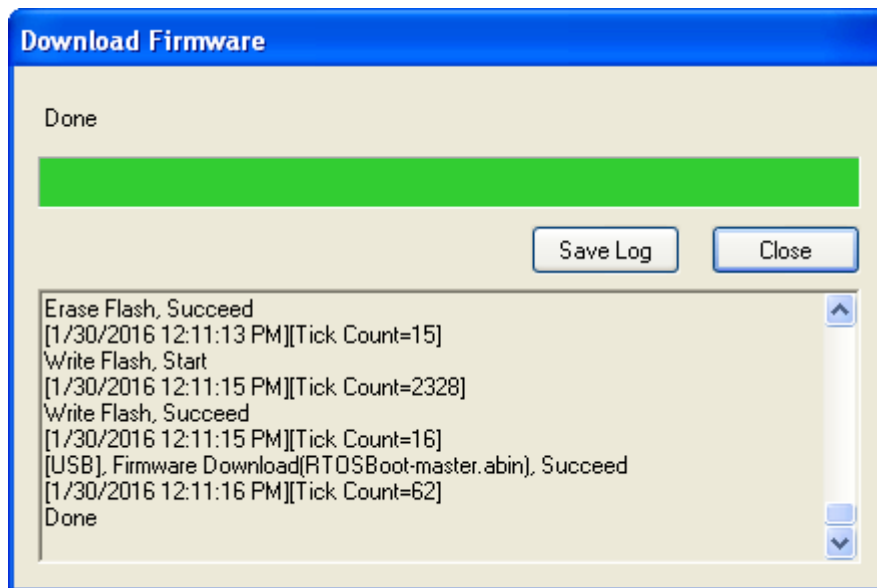 Download Firmware
Done
Save Log
Close
Erase Flash, Succeed
[1/30/2016 12:11:13 PM][Tick Count=15]
Write Flash, Start
[1/30/2016 12:11:15 PM][Tick Count=2328]
Write Flash, Succeed
[1/30/2016 12:11:15 PM][Tick Count=16]
[USB], Firmware Download(RTOSBoot-master.abin), Succeed
[1/30/2016 12:11:16 PM][Tick Count=62]
Done